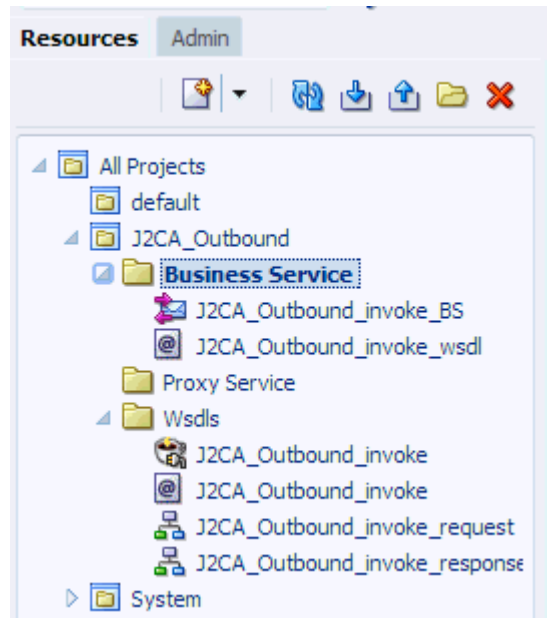 Resources Admin
All Projects
default
J2CA_Outbound
Business Service
J2CA_Outbound_invoke_BS
J2CA_Outbound_invoke_wsdl
Proxy Service
Wsdls
J2CA_Outbound_invoke
J2CA_Outbound_invoke
J2CA_Outbound_invoke_request
J2CA_Outbound_invoke_response
System